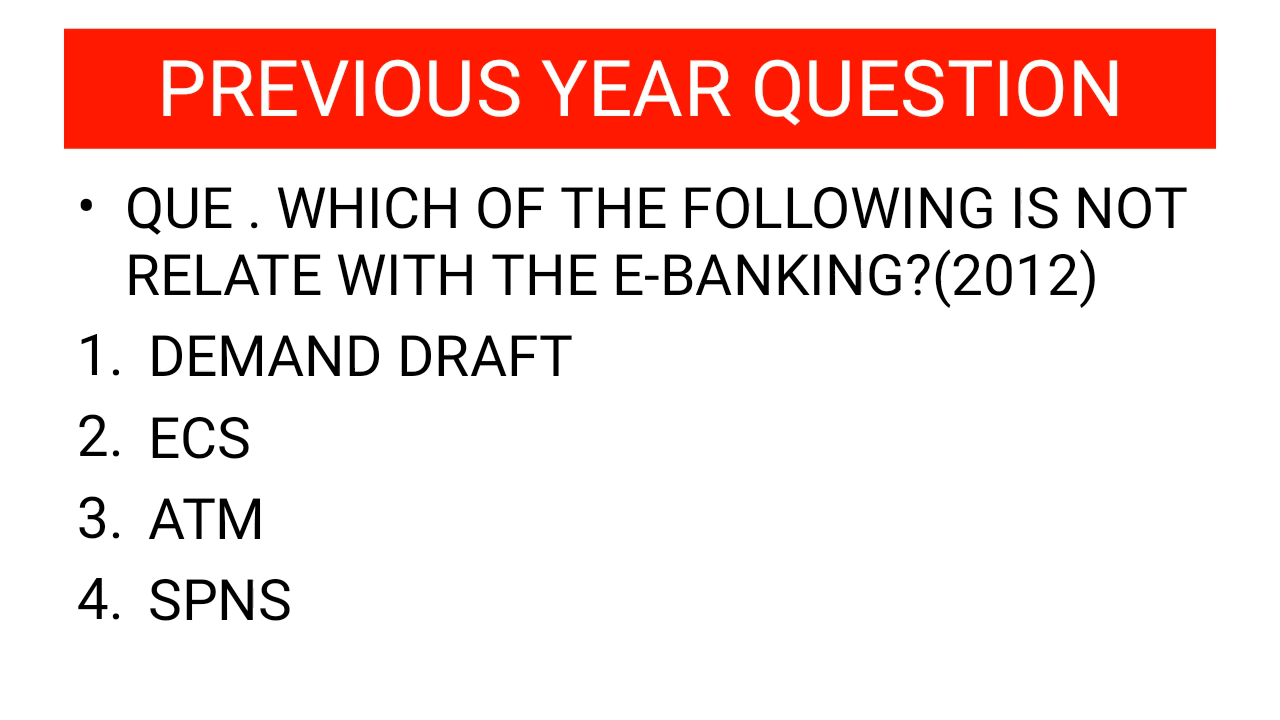 PREVIOUS YEAR QUESTION
• QUE . WHICH OF THE FOLLOWING IS NOT
RELATE WITH THE E-BANKING?(2012)
1. DEMAND DRAFT
2. ECS
3. ATM
4. SPNS